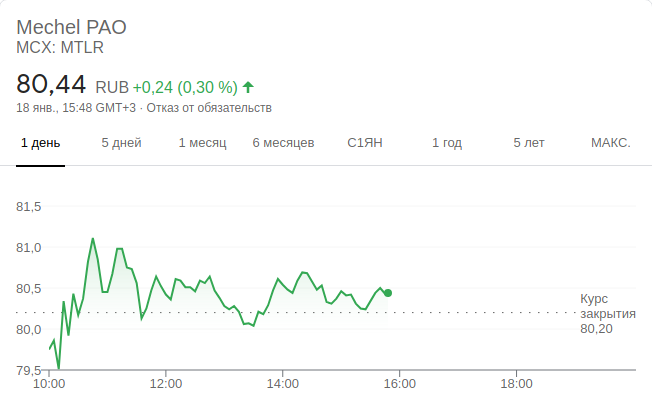 Mechel PAO
MCX: MTLR
80,44 RUB +0,24 (0,30 %)
18 янв., 15:48 GMT+3 · Отказ от обязательств
1 день 5 дней 1 месяц 6 месяцев С1ЯН 1 год 5 лет МАКС.
81,5
81,0
80,5
80,0
79,5
Курс
закрытия
80,20
10:00 12:00 14:00 16:00 18:00